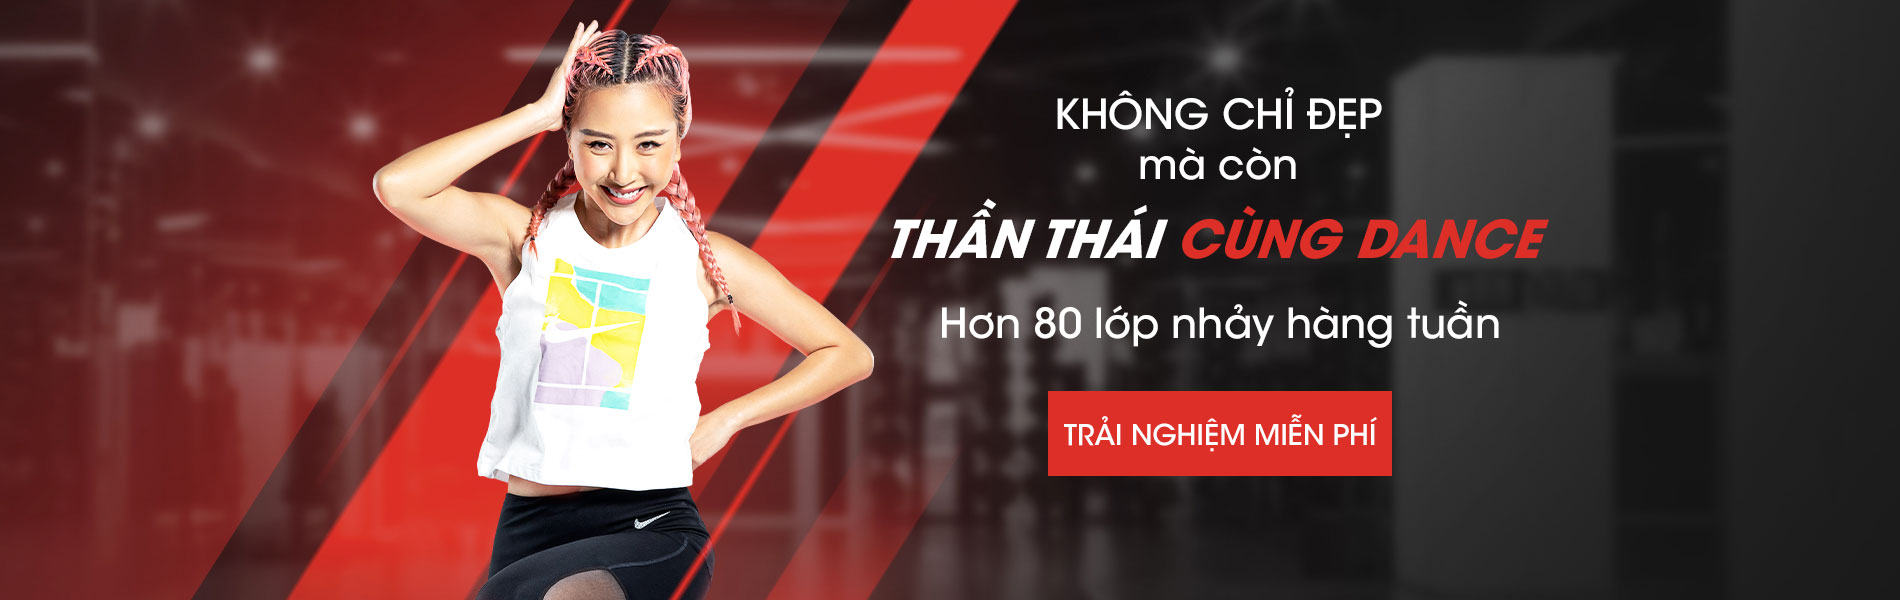 KHÔNG CHỈ ĐẸP
mà còn
THẦN THÁI CÙNG DANCE
Hơn 80 lớp nhảy hàng tuần
TRẢI NGHIỆM MIỄN PHÍ